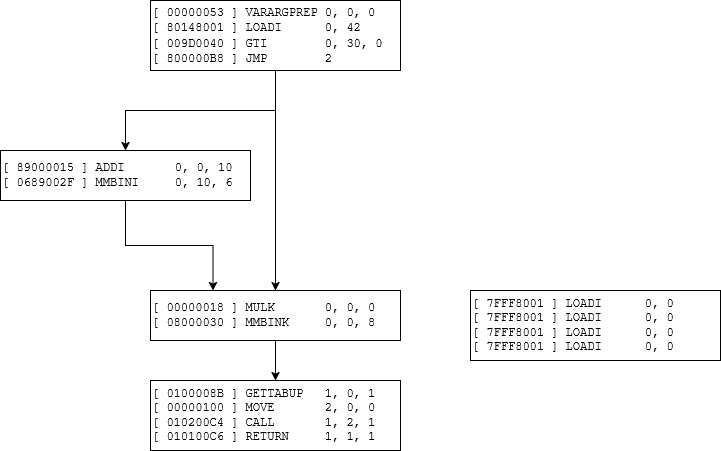 [ 00000053 ] VARARGPREP 0, 0, 0
[ 80148001 ] LOADI 0, 42
[ 009D0040 ] GTI 0, 30, 0
[ 800000B8 ] JMP 2
[ 89000015 ] ADDI 0, 0, 10
[ 0689002F ] MMBINI 0, 10, 6
[ 00000018 ] MULK 0, 0, 0
[ 08000030 ] MMBINK 0, 0, 8
[ 7FFF8001 ] LOADI 0, 0
[ 7FFF8001 ] LOADI 0, 0
[ 7FFF8001 ] LOADI 0, 0
[ 7FFF8001 ] LOADI 0, 0
[ 0100008B ] GETTABUP 1, 0, 1
[ 00000100 ] MOVE 2, 0, 0
[ 010200C4 ] CALL 1, 2, 1
[ 010100C6 ] RETURN 1, 1, 1